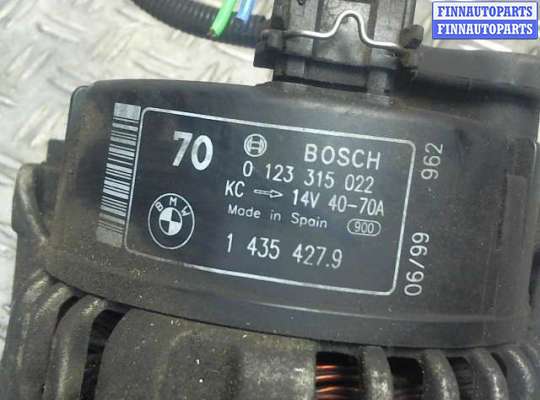 FINNAUTOPARTS
FINNAUTOPARTS
70 BOSCH
0 123 315 022
KC 14V 40-70A
Made in Spain 900
BMW
1 435 427.9
06/99 962